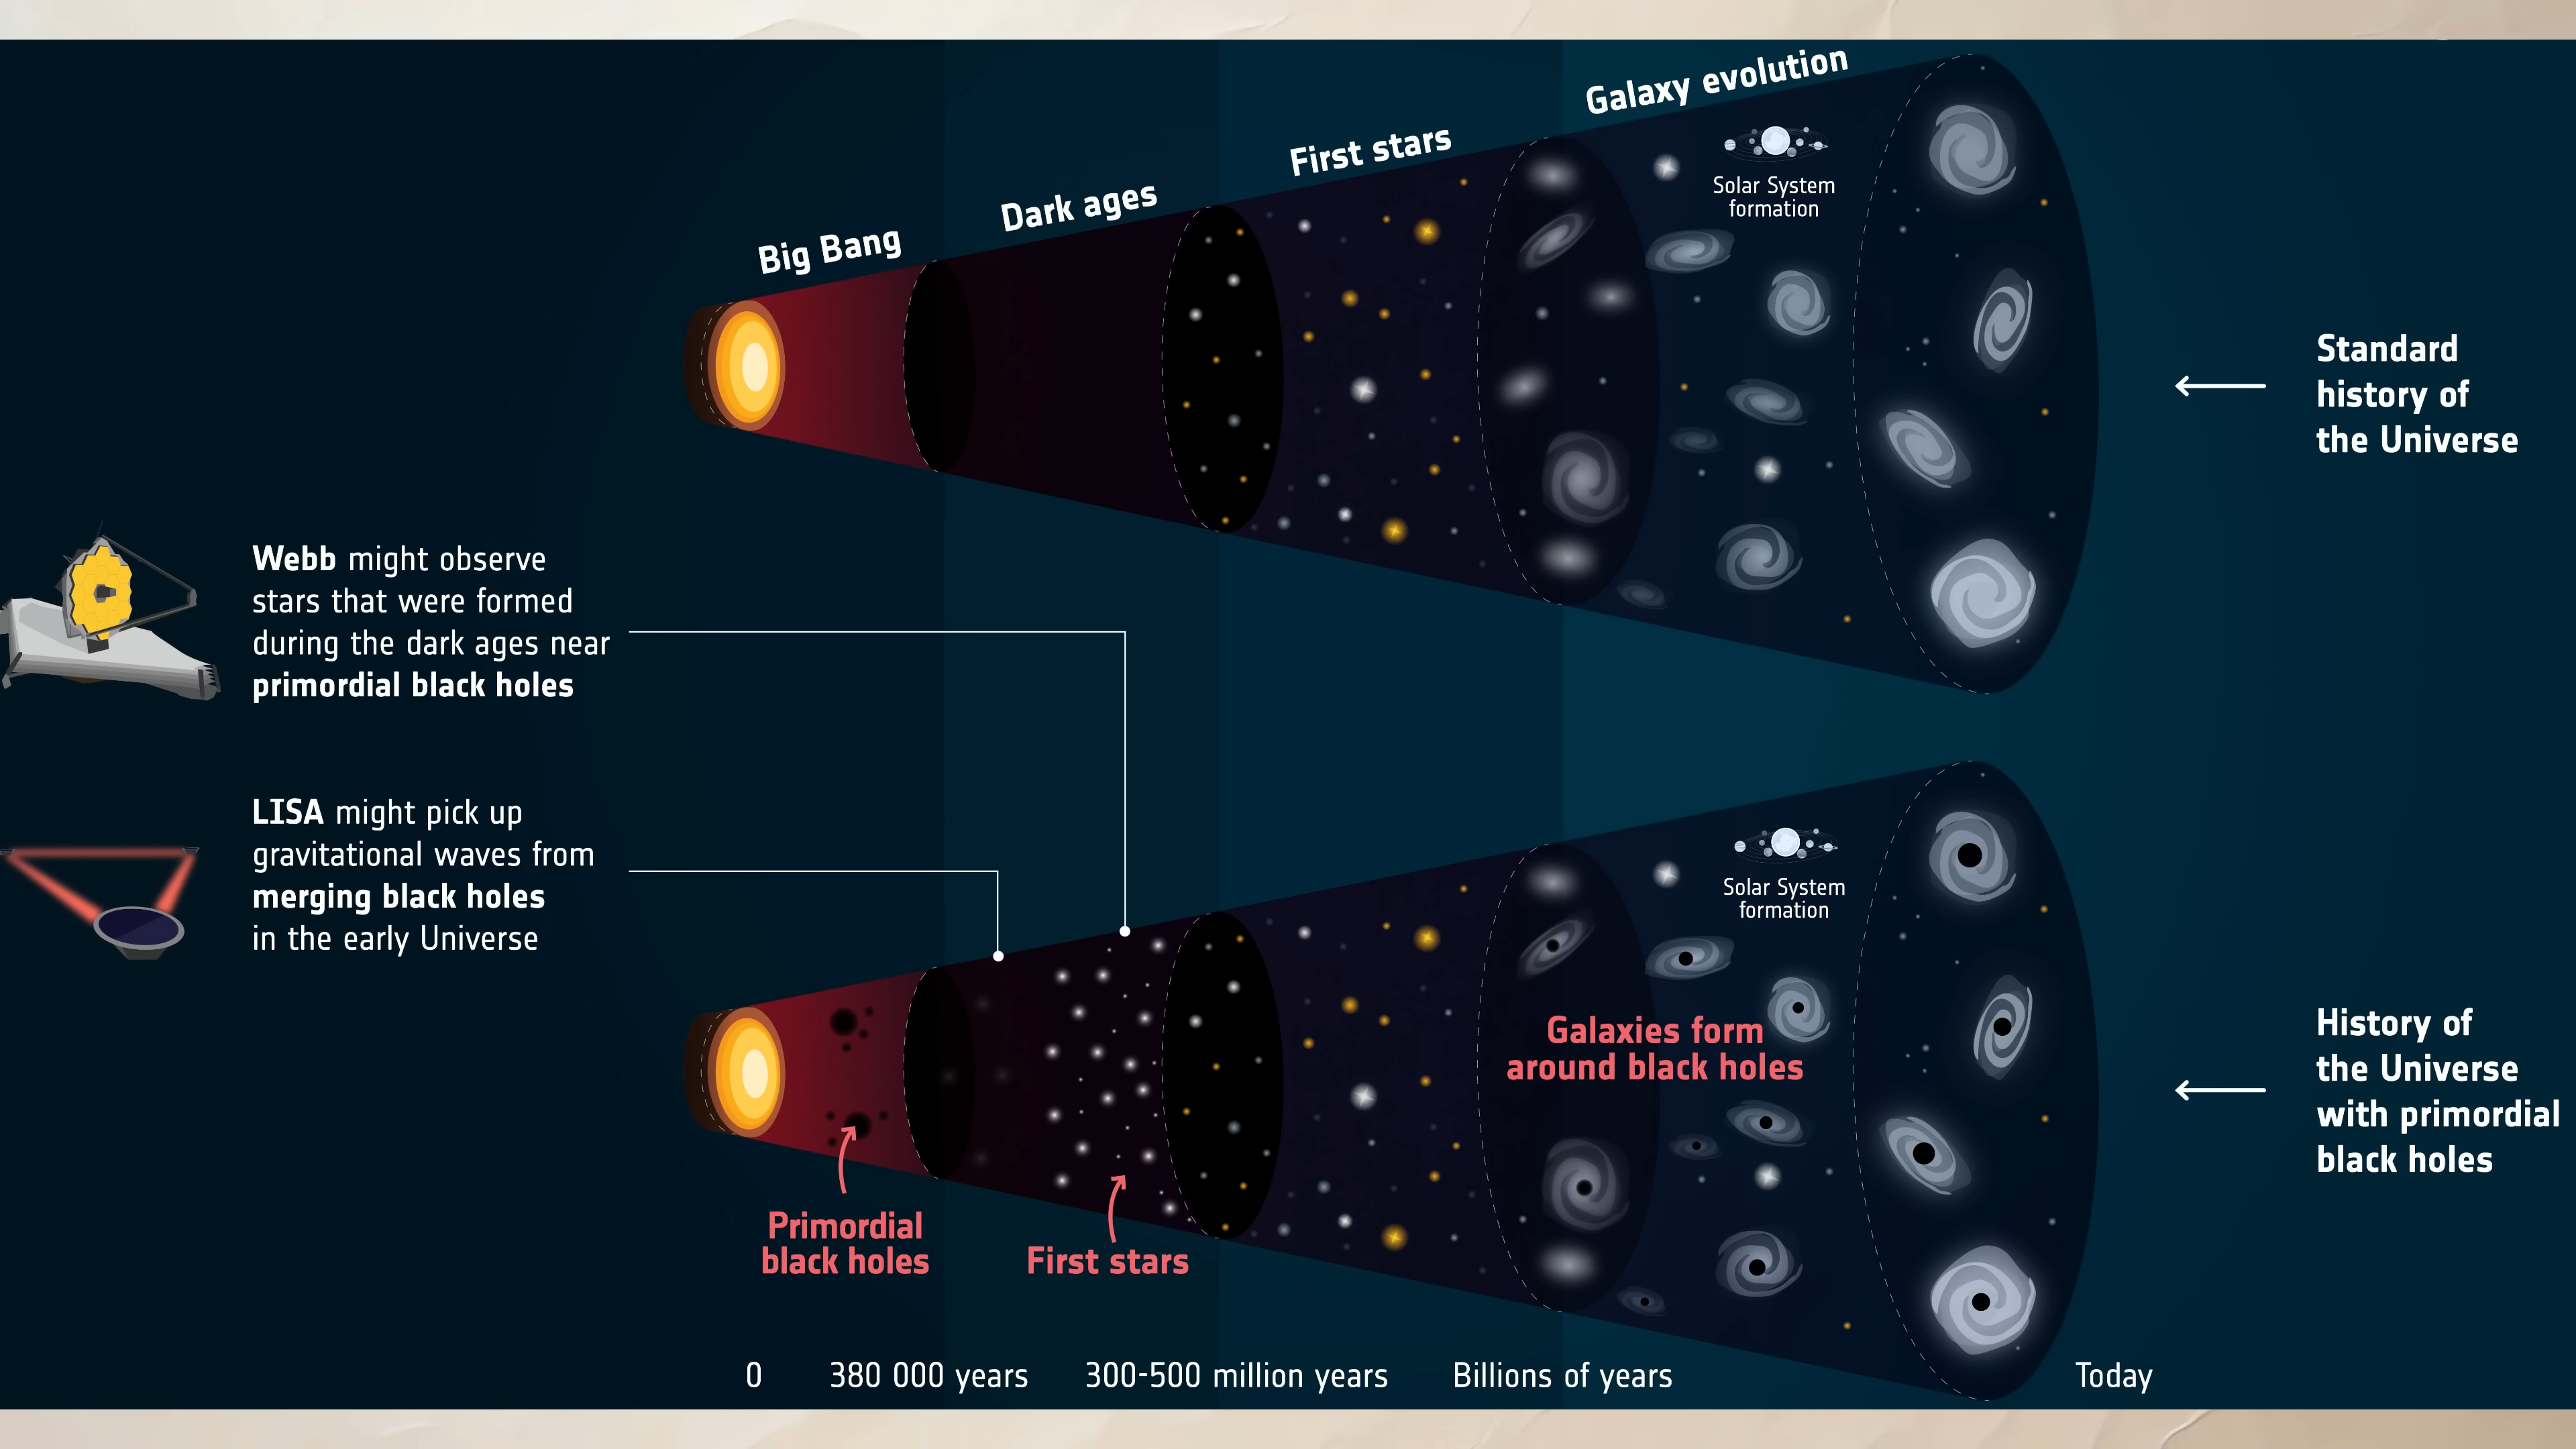 Big Bang
Dark ages
First stars
Galaxy evolution
Solar System
formation
Standard
history of
the Universe
Webb might observe
stars that were formed
during the dark ages near
primordial black holes
LISA might pick up
gravitational waves from
merging black holes
in the early Universe
Solar System
formation
Galaxies form
around black holes
History of
the Universe
with primordial
black holes
Primordial
black holes
First stars
0
380 000 years
300-500 million years
Billions of years
Today